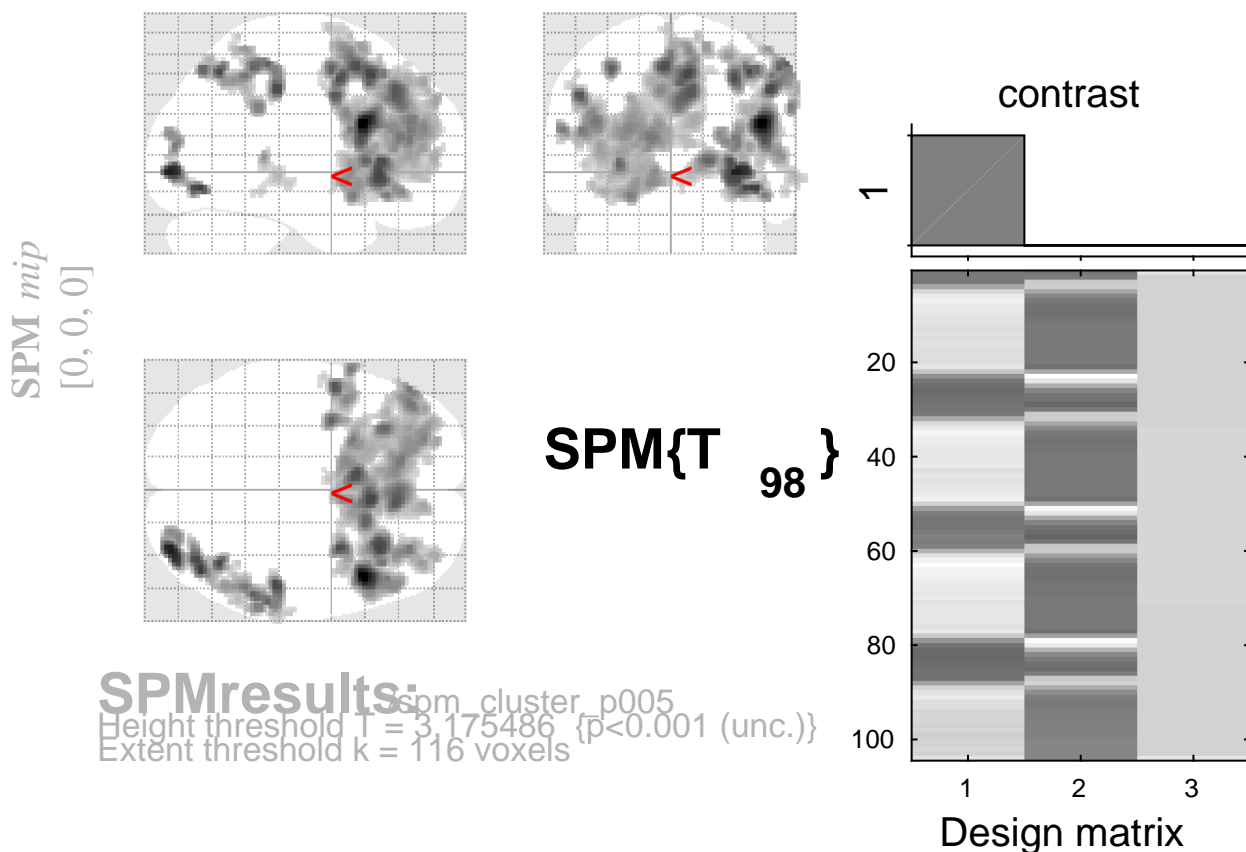 SPM mip
[0, 0, 0]
<
<
<
SPM{T 98}
contrast
1
20
40
60
80
100
1 2 3
Design matrix
SPMresults: /spm_cluster_p005
Height threshold T = 3.175486 {p<0.001 (unc.)}
Extent threshold k = 116 voxels